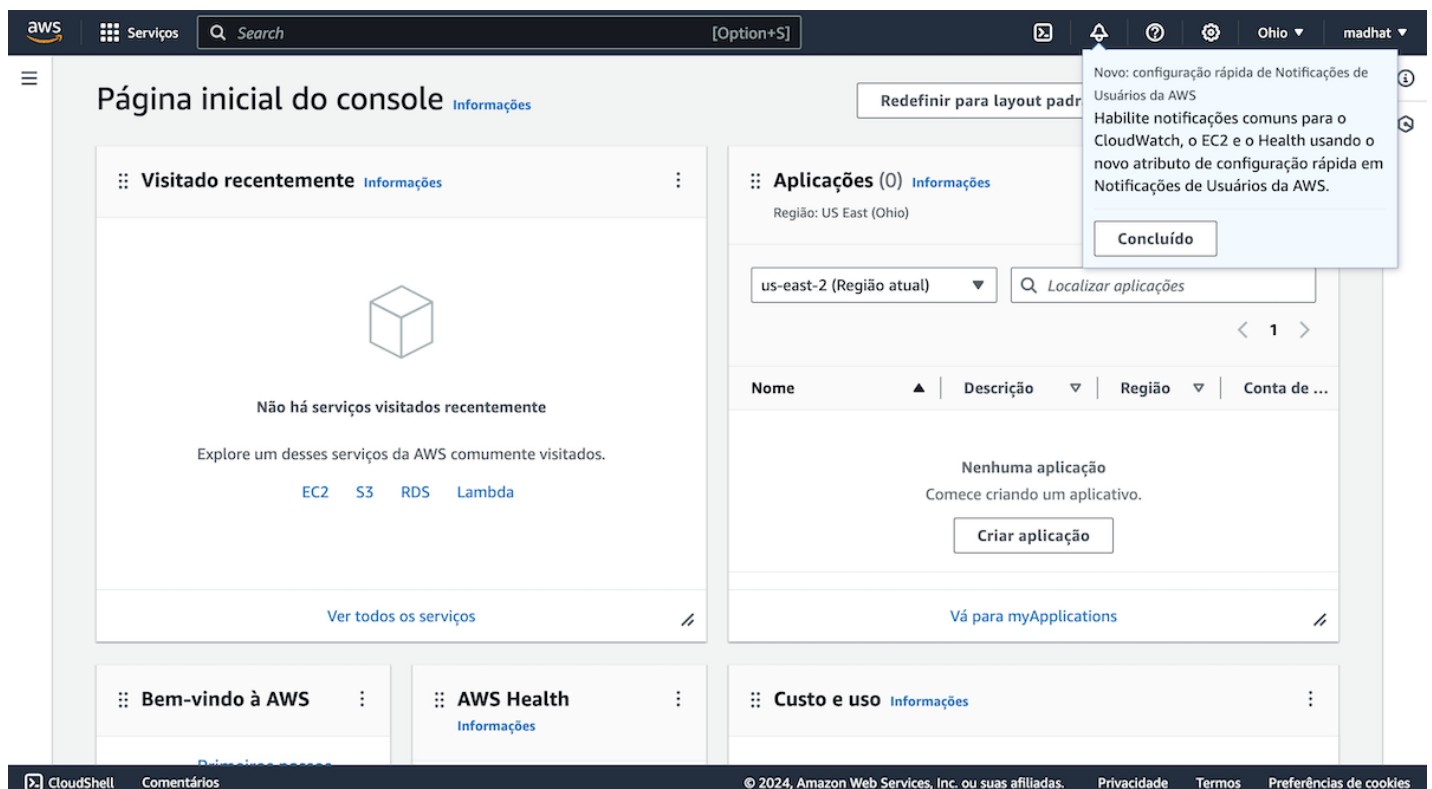 aws
Serviços
Search
[Option+S]
Ohio ▼
madhat ▼
Novo: configuração rápida de Notificações de
Usuários da AWS
Habilite notificações comuns para o
CloudWatch, o EC2 e o Health usando o
novo atributo de configuração rápida em
Notificações de Usuários da AWS.
Concluído
Página inicial do console Informações
Redefinir para layout padr
Visitado recentemente Informações
Não há serviços visitados recentemente
Explore um desses serviços da AWS comumente visitados.
EC2 S3 RDS Lambda
Ver todos os serviços
Aplicações (0) Informações
Região: US East (Ohio)
us-east-2 (Região atual)
Localizar aplicações
1
Nome Descrição Região Conta de ...
Nenhuma aplicação
Comece criando um aplicativo.
Criar aplicação
Vá para myApplications
Bem-vindo à AWS
Primeiros passos
AWS Health
Informações
Custo e uso Informações
CloudShell Comentários
© 2024, Amazon Web Services, Inc. ou suas afiliadas. Privacidade Termos Preferências de cookies